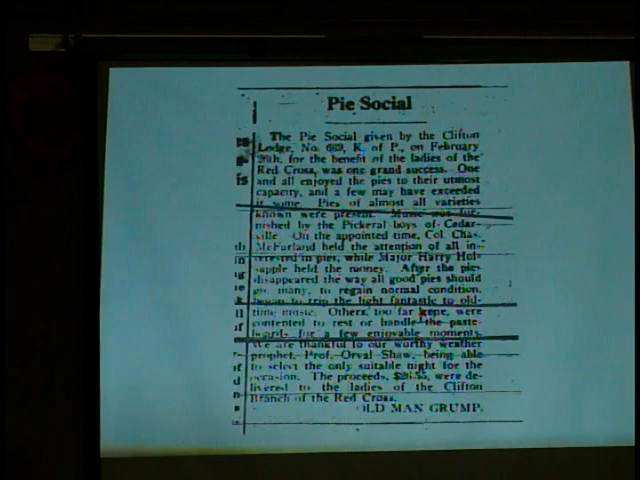 Pie Social
The Pie Social given by the Clifton
Lodge, No. K. of P., on February
for the benefit of the ladies of the
Red Cross, was one grand success. One
and all enjoyed the pies to their utmost
capacity, and a few may have exceeded
it some. Pies of almost all varieties
known were present. Music was fur-
nished by the Pickeral boys of Cedar-
ville. On the appointed time, Col. Chas.
McFarland held the attention of all in-
terested in pies, while Major Harry Hol-
sapple held the money. After the pies
disappeared the way all good pies should
go, many, to regain normal condition,
began to trip the light fantastic to old-
time music. Others, too far gone, were
contented to rest or handle the paste-
boards for a few enjoyable moments.
We are thankful to our worthy weather
prophet, Prof. Orval Shaw, being able
to select the only suitable night for the
occasion. The proceeds, were de-
livered to the ladies of the Clifton
Branch of the Red Cross.
OLD MAN GRUMP.